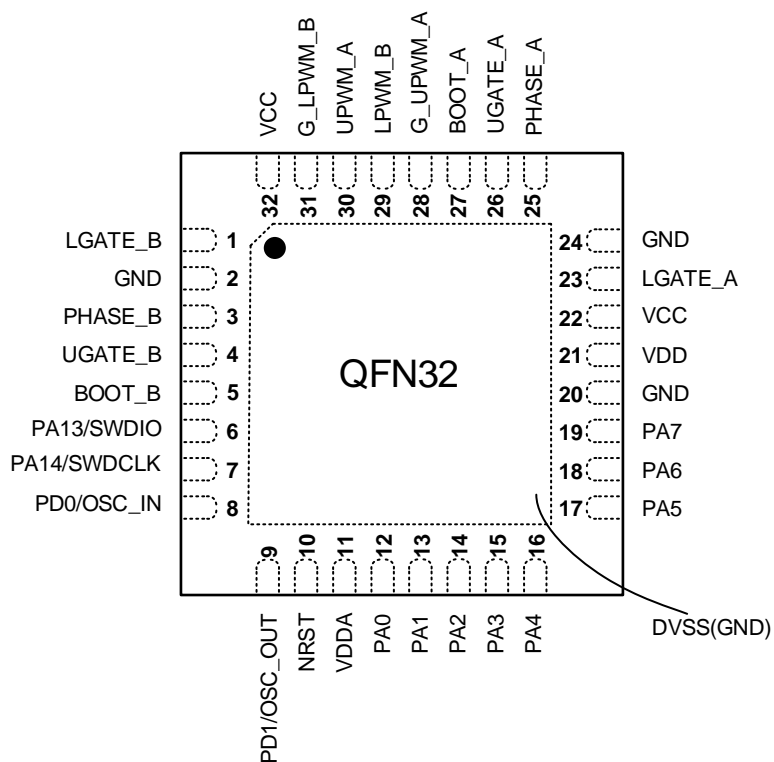 VCC
G_LPWM_B
UPWM_A
LPWM_B
G_UPWM_A
BOOT_A
UGATE_A
PHASE_A
32
31
30
29
28
27
26
25
LGATE_B 1
GND 2
PHASE_B 3
UGATE_B 4
BOOT_B 5
PA13/SWDIO 6
PA14/SWDCLK 7
PD0/OSC_IN 8
QFN32
24 GND
23 LGATE_A
22 VCC
21 VDD
20 GND
19 PA7
18 PA6
17 PA5
9
10
11
12
13
14
15
16
PD1/OSC_OUT
NRST
VDDA
PA0
PA1
PA2
PA3
PA4
DVSS(GND)